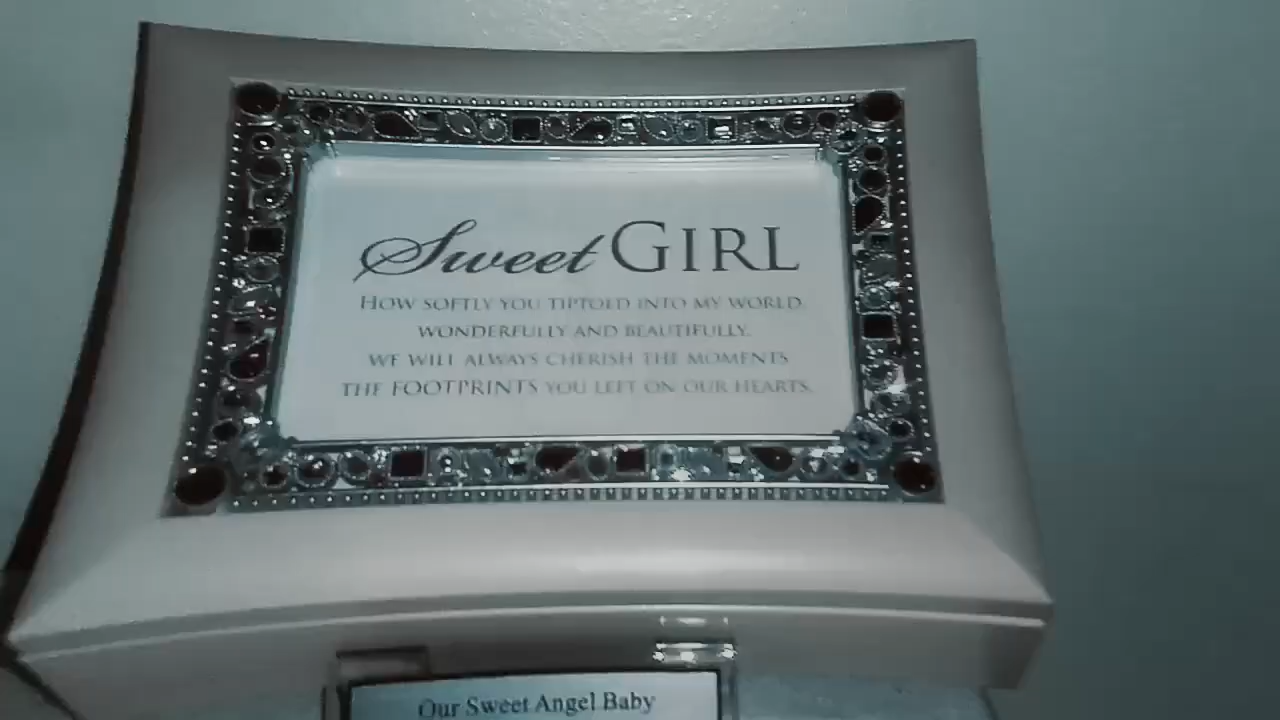 Sweet GIRL
HOW SOFTLY YOU TIPTOED INTO MY WORLD.
WONDERFULLY AND BEAUTIFULLY.
WE WILL ALWAYS CHERISH THE MOMENTS
THE FOOTPRINTS YOU LEFT ON OUR HEARTS.
Our Sweet Angel Baby